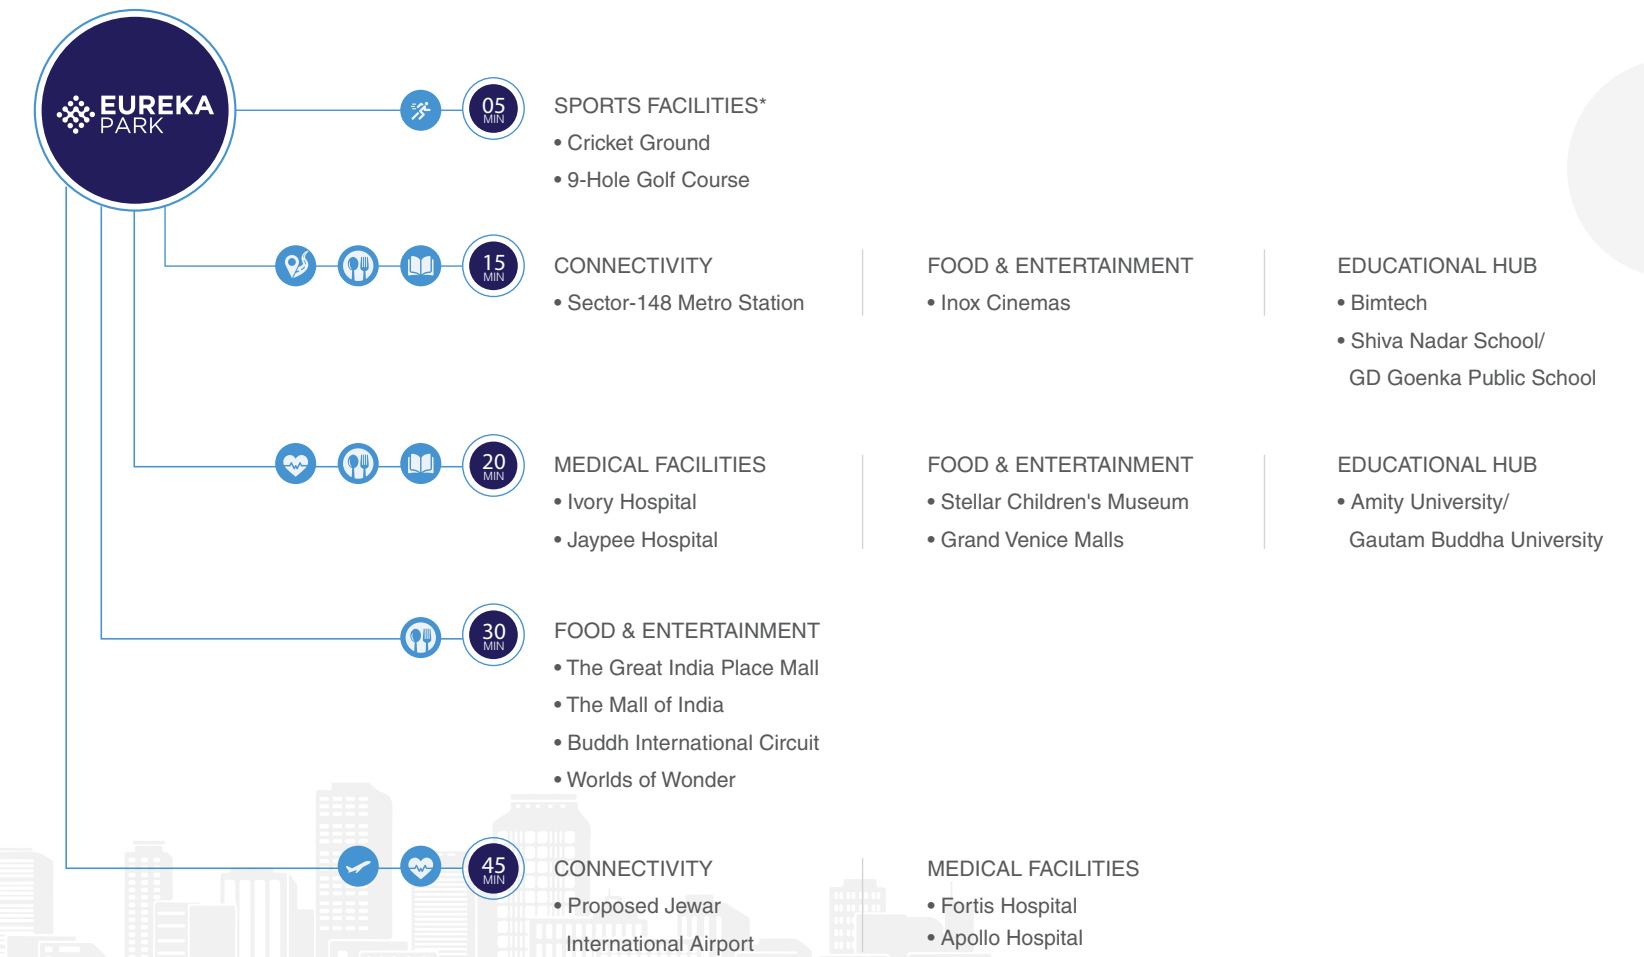 EUREKA
PARK
05
MIN
SPORTS FACILITIES*
• Cricket Ground
• 9-Hole Golf Course
15
MIN
CONNECTIVITY
• Sector-148 Metro Station
FOOD & ENTERTAINMENT
• Inox Cinemas
EDUCATIONAL HUB
• Bimtech
• Shiva Nadar School/
GD Goenka Public School
20
MIN
MEDICAL FACILITIES
• Ivory Hospital
• Jaypee Hospital
FOOD & ENTERTAINMENT
• Stellar Children's Museum
• Grand Venice Malls
EDUCATIONAL HUB
• Amity University/
Gautam Buddha University
30
MIN
FOOD & ENTERTAINMENT
• The Great India Place Mall
• The Mall of India
• Buddh International Circuit
• Worlds of Wonder
45
MIN
CONNECTIVITY
• Proposed Jewar
International Airport
MEDICAL FACILITIES
• Fortis Hospital
• Apollo Hospital